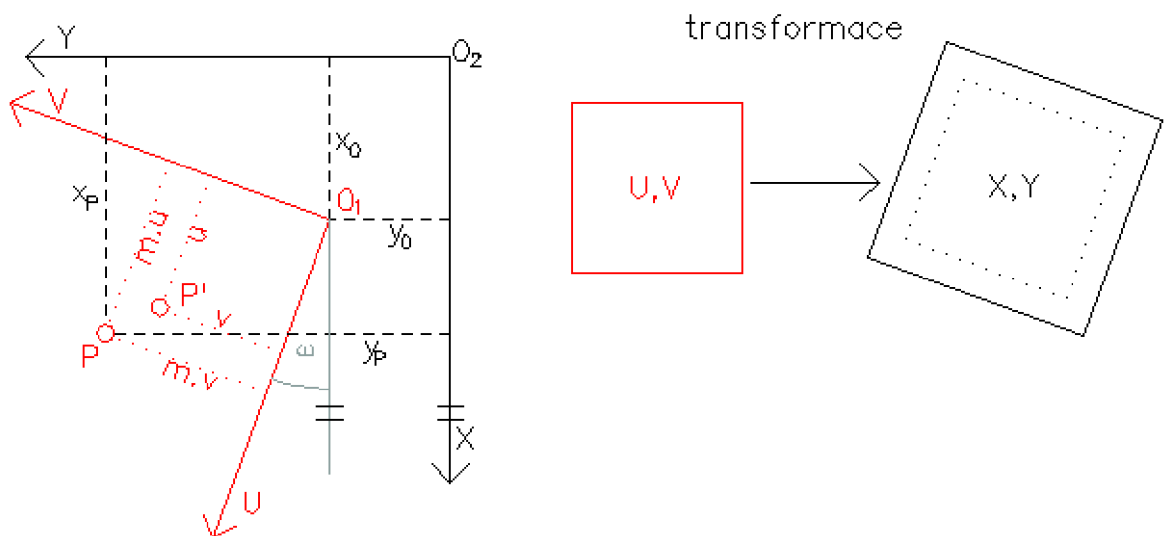 transformace
Y
O₂
V
x₀
xₚ
m.u
u
O₁
y₀
U,V
X,Y
P'
v
P
yₚ
ω
m.v
X
U